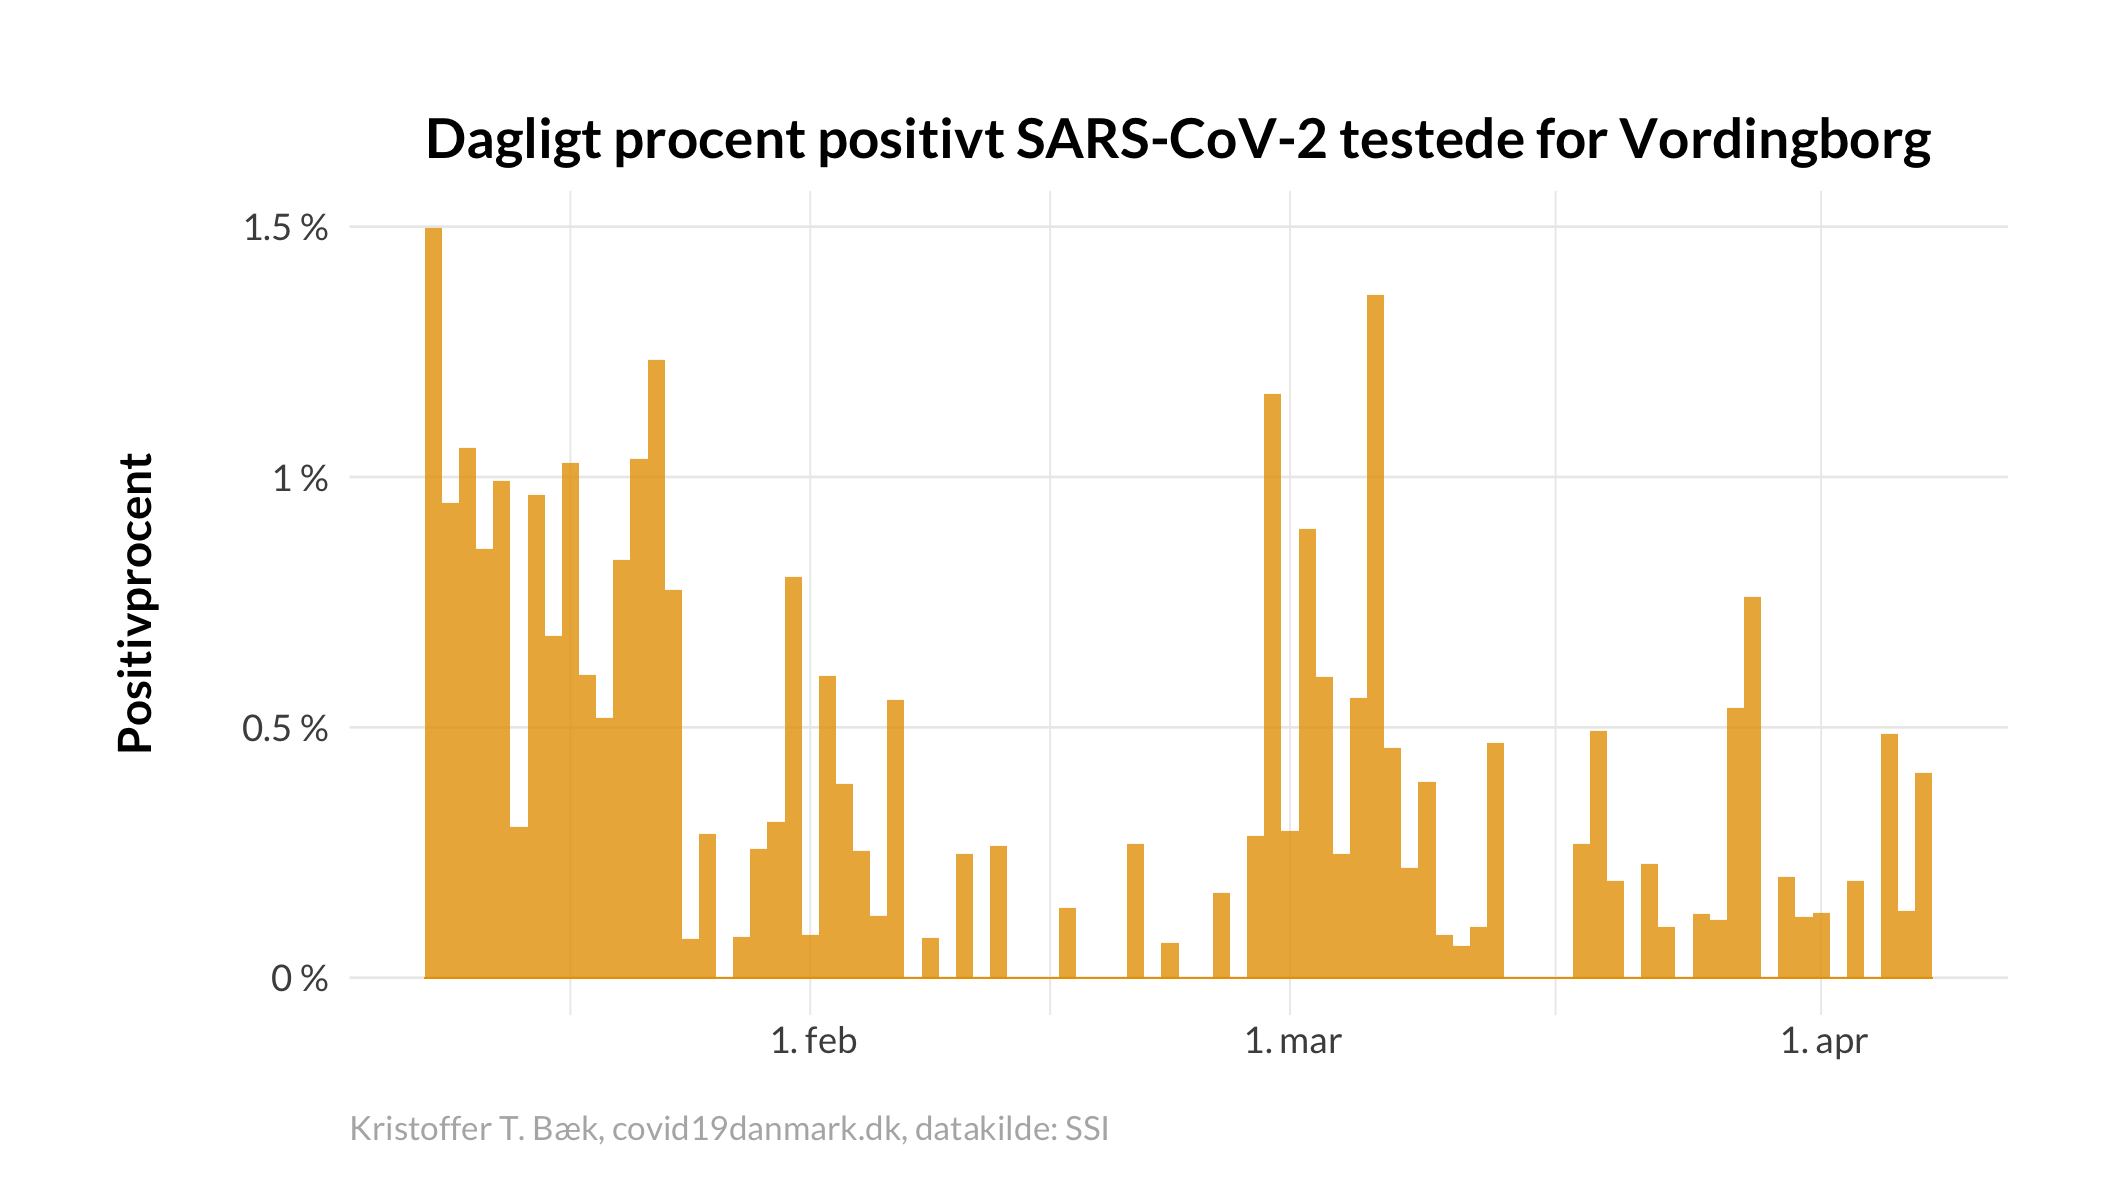 Dagligt procent positivt SARS-CoV-2 testede for Vordingborg
Positivprocent
1.5 %
1 %
0.5 %
0 %
1. feb
1. mar
1. apr
Kristoffer T. Bæk, covid19danmark.dk, datakilde: SSI